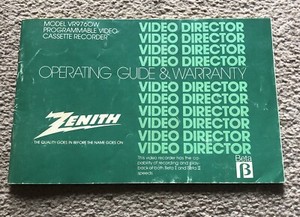 MODEL VR9760W
PROGRAMMABLE VIDEO
CASSETTE RECORDER
VIDEO DIRECTOR
VIDEO DIRECTOR
VIDEO DIRECTOR
OPERATING GUIDE & WARRANTY
VIDEO DIRECTOR
VIDEO DIRECTOR
VIDEO DIRECTOR
VIDEO DIRECTOR
VIDEO DIRECTOR
VIDEO DIRECTOR
VIDEO DIRECTOR
ZENITH
THE QUALITY GOES IN BEFORE THE NAME GOES ON
This video recorder has the ca-
pability of recording and play-
back at both Beta II and Beta III
speeds.
Beta
β